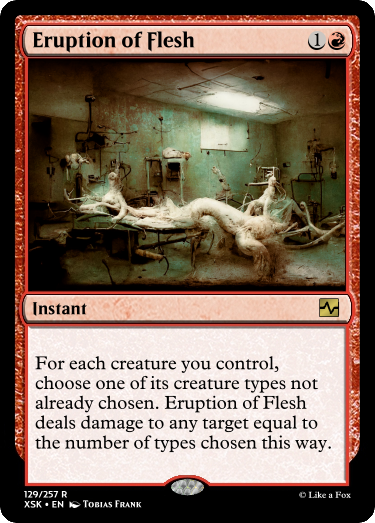 Eruption of Flesh 1
Instant
For each creature you control,
choose one of its creature types not
already chosen. Eruption of Flesh
deals damage to any target equal to
the number of types chosen this way.
129/257 R
XSK • EN Tobias Frank
© Like a Fox